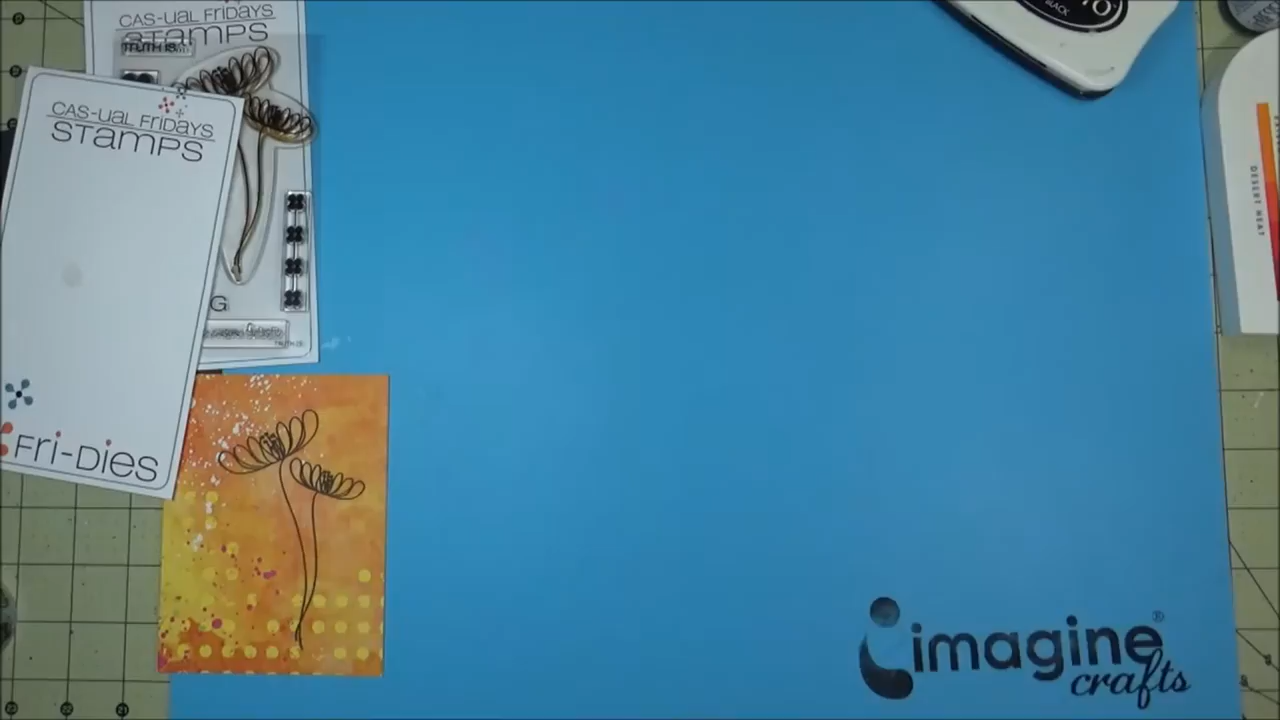 CAS-ual Fridays
STamPS
TRUTH IS...
CAS-ual Fridays
STamPS
G
Fri-Dies
BLACK
DESERT HEAT
imagine®
crafts